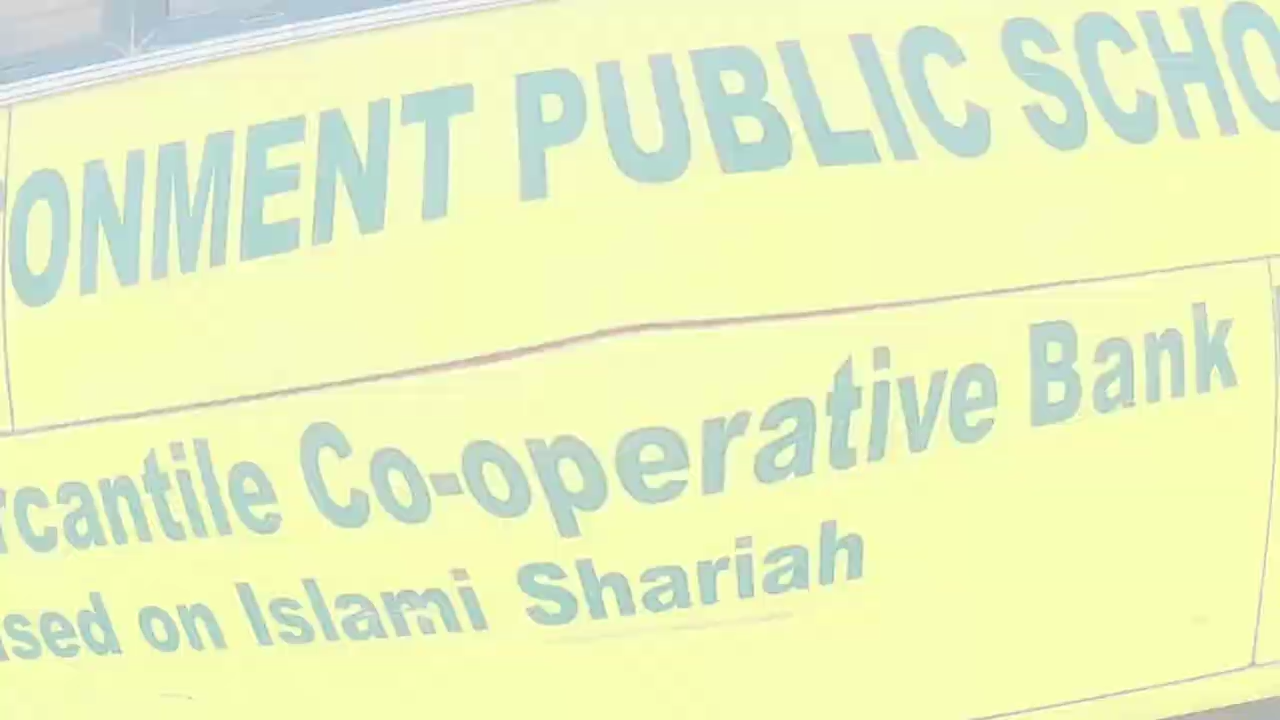 ONMENT PUBLIC SCHO
rcantile Co-operative Bank
sed on Islami Shariah